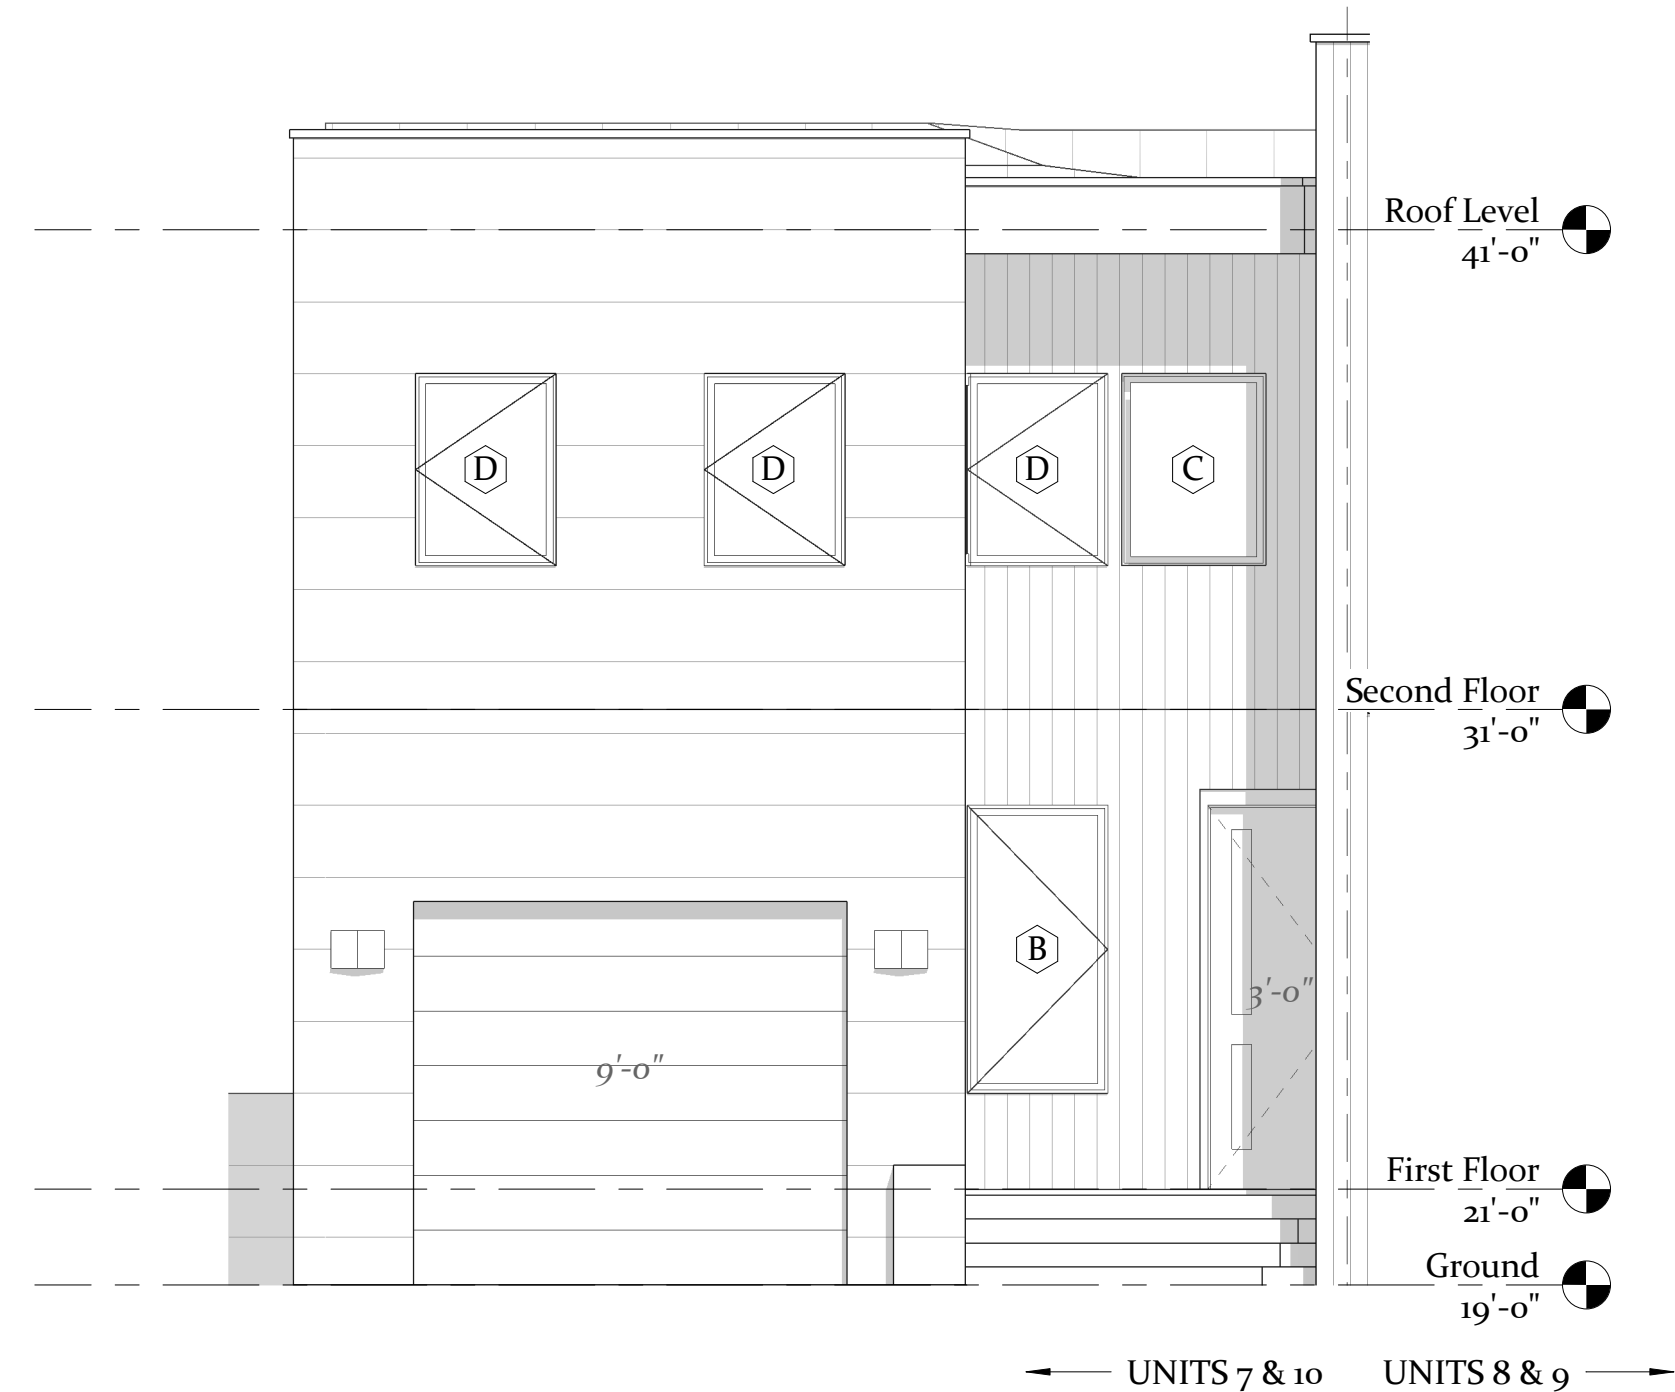 Roof Level
41'-0"
D
D
D
C
Second Floor
31'-0"
B
3'-0"
9'-0"
First Floor
21'-0"
Ground
19'-0"
UNITS 7 & 10
UNITS 8 & 9